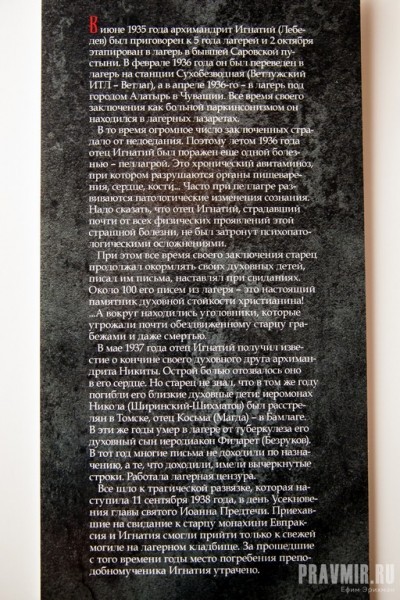 В июне 1935 года архимандрит Игнатий (Лебе-
дев) был приговорен к 5 года лагерей и 2 октября
этапирован в лагерь в бывшей Саровской пу-
стыни. В феврале 1936 года он был переведен в
лагерь на станции Сухобезводная (Ветлужский
ИТЛ – Ветлаг), а в апреле 1936-го – в лагерь под
городом Алатырь в Чувашии. Все время своего
заключения как больной паркинсонизмом он
находился в лагерных лазаретах.
В то время огромное число заключенных стра-
дало от недоедания. Поэтому летом 1936 года
отец Игнатий был поражен еще одной болез-
нью – пеллагрой. Это хронический авитаминоз,
при котором разрушаются органы пищеваре-
ния, сердце, кости... Часто при пеллагре раз-
виваются патологические изменения сознания.
Надо сказать, что отец Игнатий, страдавший
почти от всех физических проявлений этой
страшной болезни, не был затронут психопато-
логическими осложнениями.
При этом все время своего заключения старец
продолжал окормлять своих духовных детей,
писал им письма, наставлял при свиданиях.
Около 100 его писем из лагеря – это настоящий
памятник духовной стойкости христианина!
...А вокруг находились уголовники, которые
угрожали почти обездвиженному старцу гра-
бежами и даже смертью.
В мае 1937 года отец Игнатий получил извес-
тие о кончине своего духовного друга архиман-
дрита Никиты. Острой болью отозвалось оно
в его сердце. Но старец не знал, что в том же году
погибли его близкие духовные дети: иеромонах
Никола (Ширинский-Шихматов) был расстре-
лян в Томске, отец Косьма (Магда) – в Бамлаге.
В эти же годы умер в лагере от туберкулеза его
духовный сын иеродиакон Филарет (Безруков).
В тот год многие письма не доходили по назна-
чению, а те, что доходили, имели вычеркнутые
строки. Работала лагерная цензура.
Все шло к трагической развязке, которая на-
ступила 11 сентября 1938 года, в день Усекнове-
ния главы святого Иоанна Предтечи. Приехав-
шие на свидание к старцу монахини Евпрак-
сия и Игнатия смогли прийти только к свежей
могиле на лагерном кладбище. За прошедшие
с того времени годы место погребения препо-
добномученика Игнатия утрачено.
PRAVMIR.RU